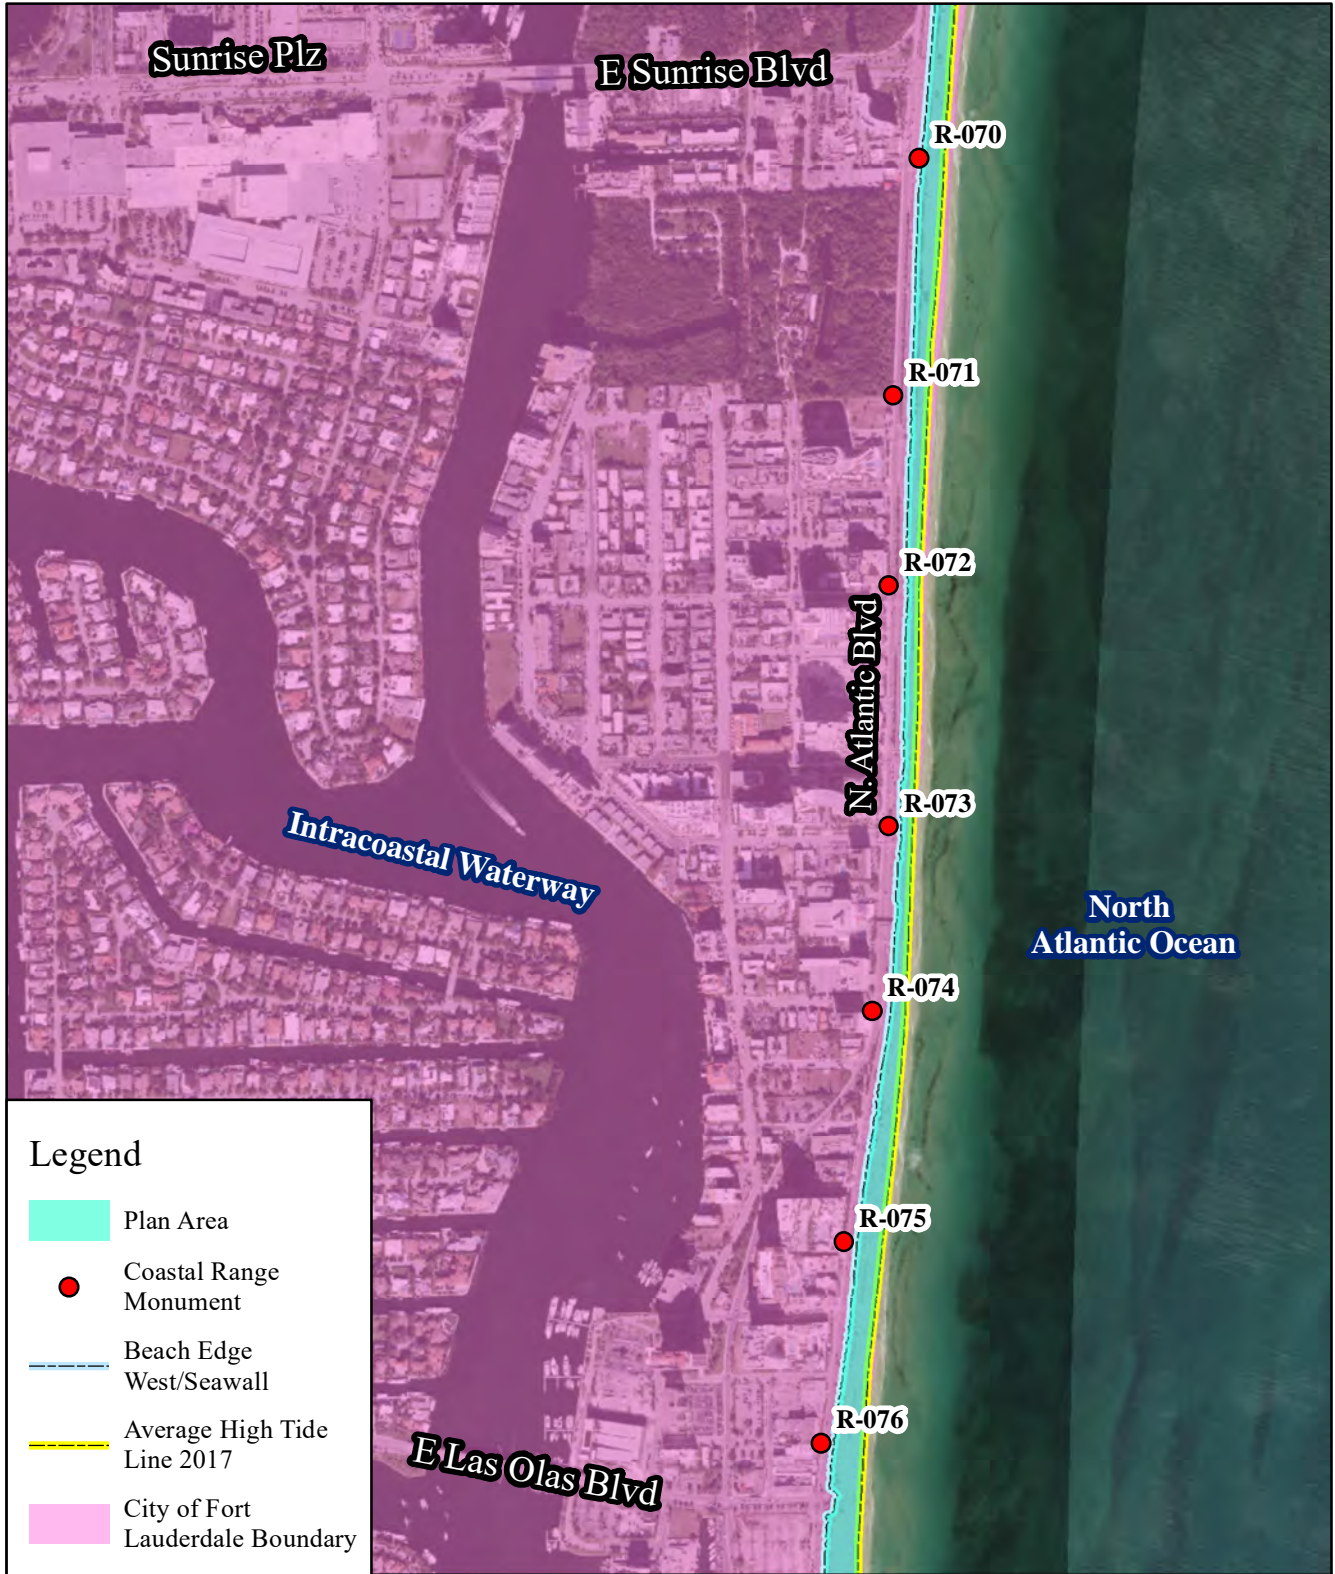 Sunrise Plz
E Sunrise Blvd
R-070
R-071
R-072
N. Atlantic Blvd
R-073
Intracoastal Waterway
North
Atlantic Ocean
R-074
R-075
R-076
E Las Olas Blvd
Legend
Plan Area
Coastal Range
Monument
Beach Edge
West/Seawall
Average High Tide
Line 2017
City of Fort
Lauderdale Boundary